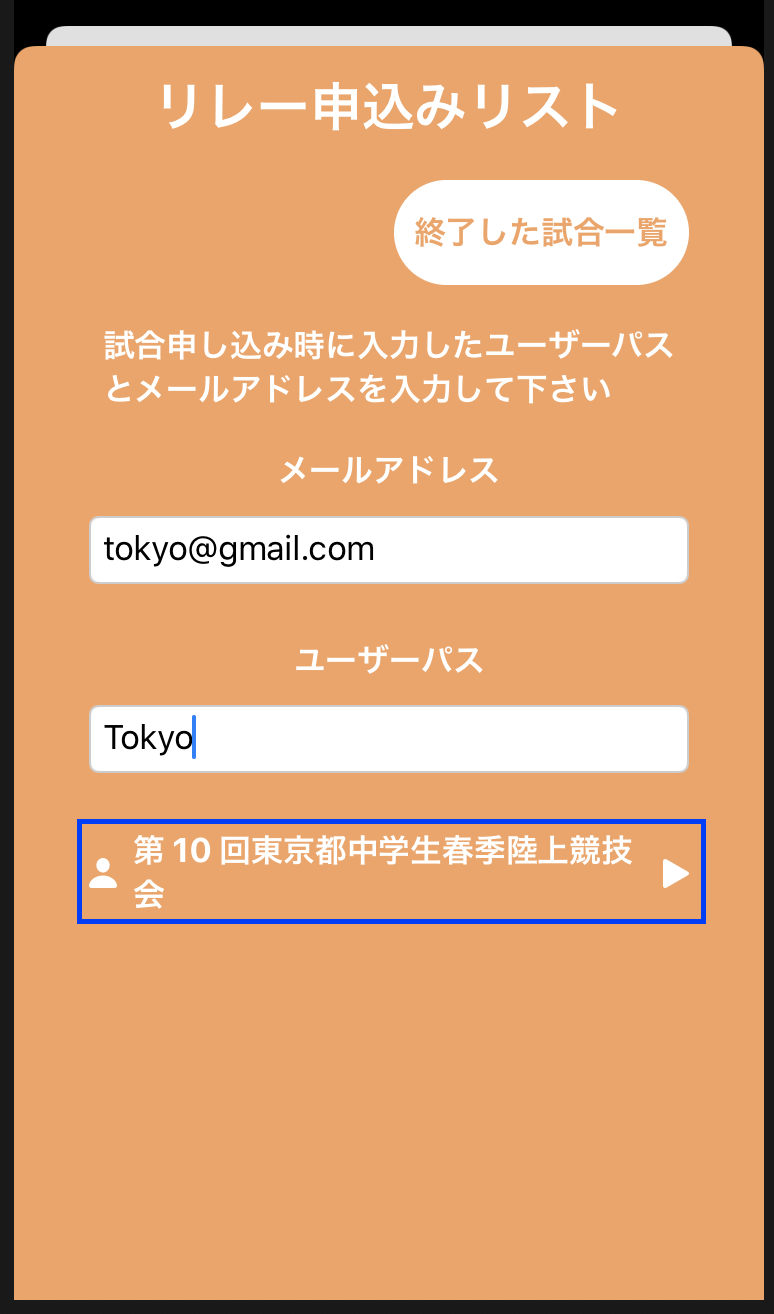 リレー申込みリスト
終了した試合一覧
試合申し込み時に入力したユーザーパス
とメールアドレスを入力して下さい
メールアドレス
tokyo@gmail.com
ユーザーパス
Tokyo
第 10 回東京都中学生春季陸上競技
会